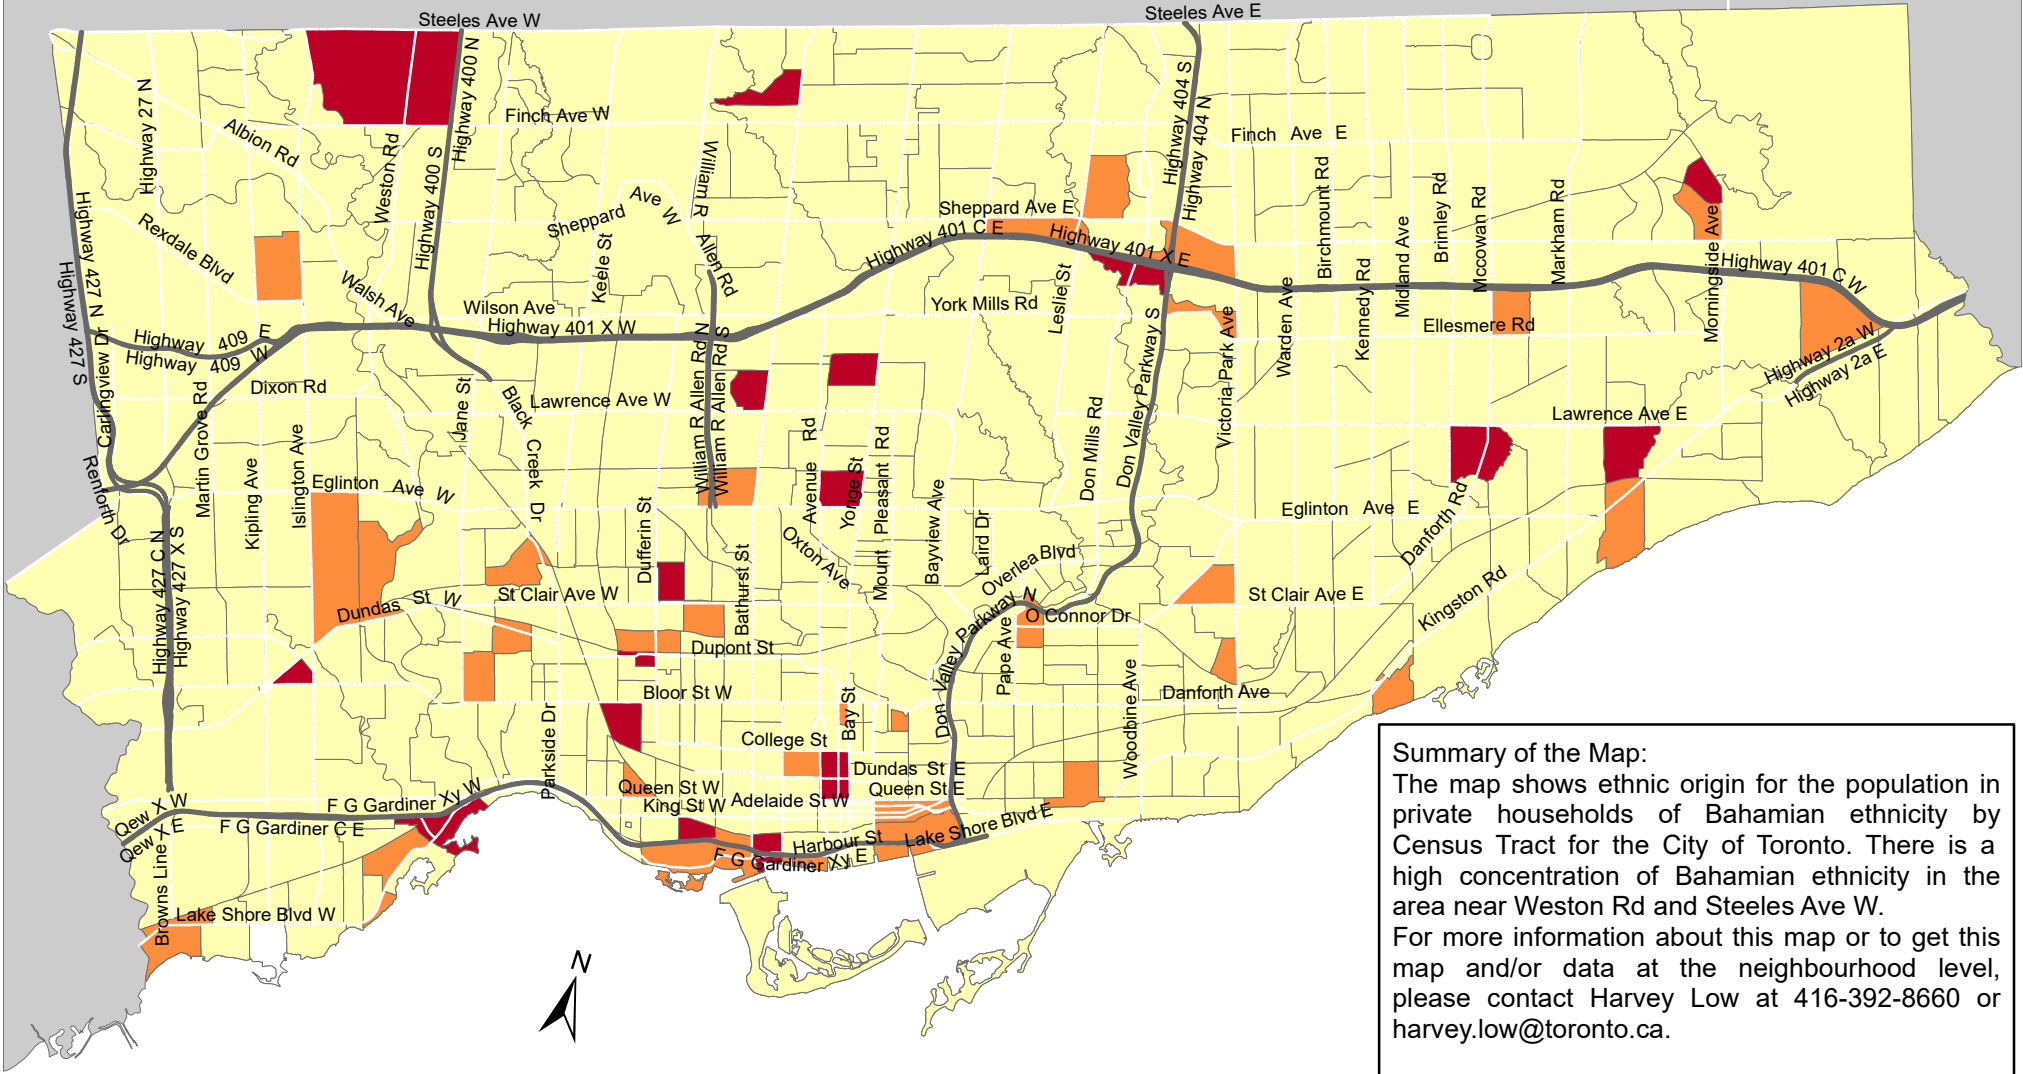 Steeles Ave W
Steeles Ave E
Highway 27 N
Albion Rd
Weston Rd
Highway 400 N
Highway 400 S
Finch Ave W
William R
Allen Rd
Highway 404 S
Highway 404 N
Finch Ave E
Highway 427 N
Highway 427 S
Rexdale Blvd
Walsh Ave
Sheppard Ave W
Keele St
Sheppard Ave E
Highway 401 C E
Highway 401 X E
Leslie St
Birchmount Rd
Midland Ave
Brimley Rd
Mccowan Rd
Markham Rd
Morningside Ave
Highway 401 C W
Wilson Ave
Highway 401 X W
York Mills Rd
Victoria Park Ave
Warden Ave
Kennedy Rd
Ellesmere Rd
Highway 2a W
Highway 2a E
Highway 409 E
Highway 409 W
Carlingview Dr
Dixon Rd
Martin Grove Rd
Jane St
Black Creek Dr
Lawrence Ave W
William R Allen Rd N
William R Allen Rd S
Don Valley Parkway S
Don Mills Rd
Lawrence Ave E
Renforth Dr
Kipling Ave
Islington Ave
Eglinton Ave W
Dufferin St
Avenue Rd
Yonge St
Mount Pleasant Rd
Bayview Ave
Laird Dr
Eglinton Ave E
Danforth Rd
Highway 427 C N
Highway 427 X S
Dundas St W
St Clair Ave W
Bathurst St
Oxton Ave
Overlea Blvd
Don Valley Parkway N
O Connor Dr
St Clair Ave E
Kingston Rd
Dupont St
Pape Ave
Bloor St W
Bay St
Woodbine Ave
Danforth Ave
Parkside Dr
College St
Dundas St E
Queen St W
Queen St E
King St W
Adelaide St W
Qew X W
Qew X E
F G Gardiner Xy W
F G Gardiner C E
Harbour St
Lake Shore Blvd E
F G Gardiner Xy E
Browns Line
Lake Shore Blvd W
N
Summary of the Map:
The map shows ethnic origin for the population in
private households of Bahamian ethnicity by
Census Tract for the City of Toronto. There is a
high concentration of Bahamian ethnicity in the
area near Weston Rd and Steeles Ave W.
For more information about this map or to get this
map and/or data at the neighbourhood level,
please contact Harvey Low at 416-392-8660 or
harvey.low@toronto.ca.